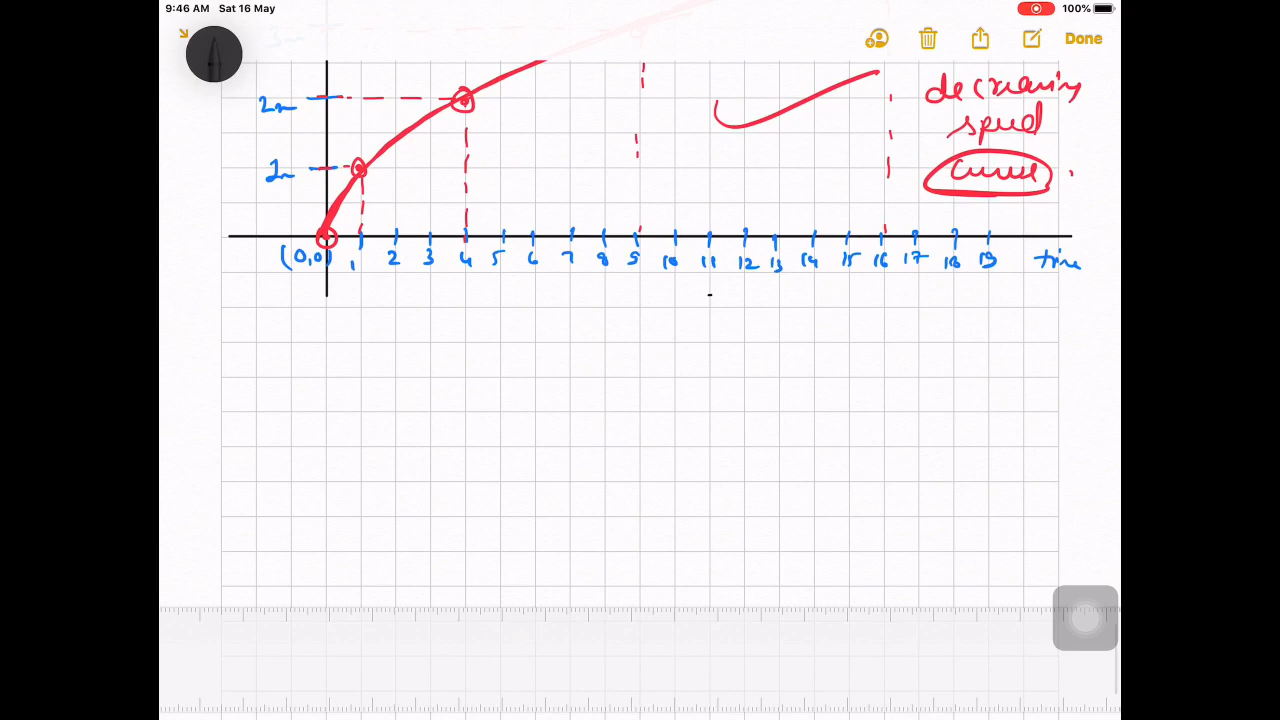 9:46 AM Sat 16 May
100%
Done
decreasing
speed
curve
2m
1m
(0,0) 1 2 3 4 5 6 7 8 9 10 11 12 13 14 15 16 17 18 19 time